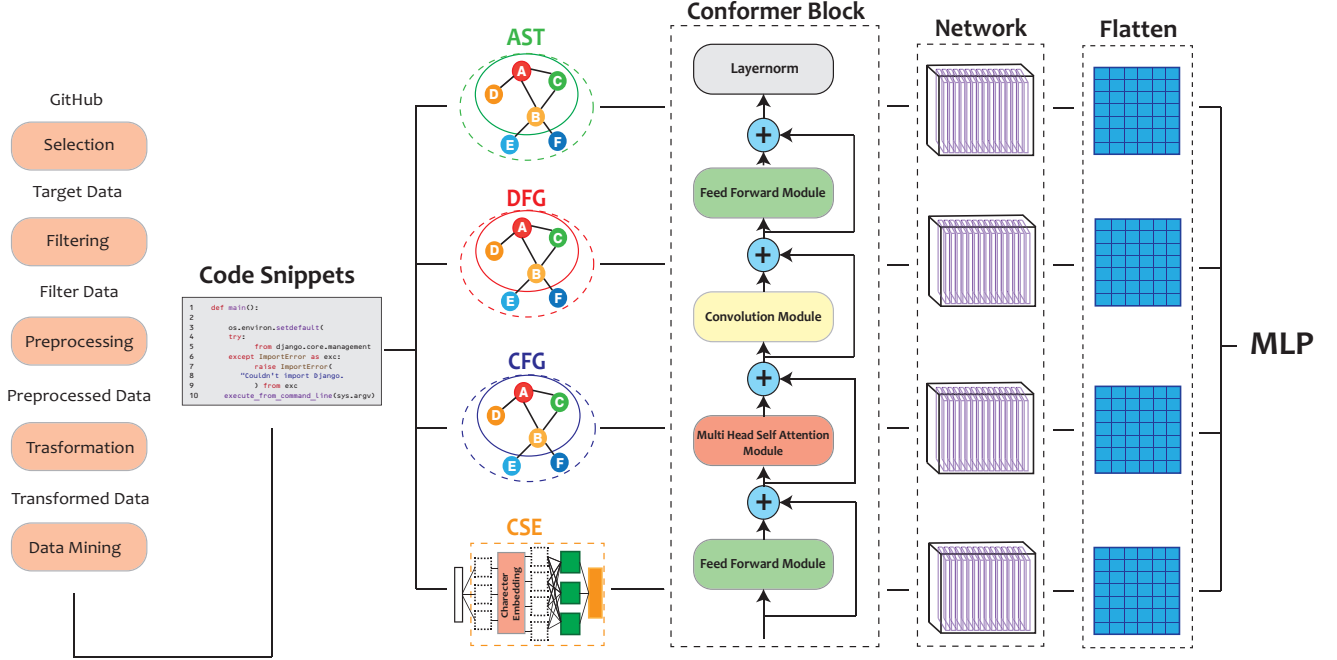 GitHub
Selection
Target Data
Filtering
Filter Data
Preprocessing
Preprocessed Data
Trasformation
Transformed Data
Data Mining
Code Snippets
1 def main():
2
3 os.environ.setdefault(
4 try:
5 from django.core.management
6 except ImportError as exc:
7 raise ImportError(
8 "Couldn't import Django.
9 ) from exc
10 execute_from_command_line(sys.argv)
AST
A
C
D
B
E
F
DFG
A
C
D
B
E
F
CFG
A
C
D
B
E
F
CSE
Charecter
Embedding
Conformer Block
Layernorm
+
Feed Forward Module
+
Convolution Module
+
Multi Head Self Attention
Module
+
Feed Forward Module
Network
Flatten
MLP